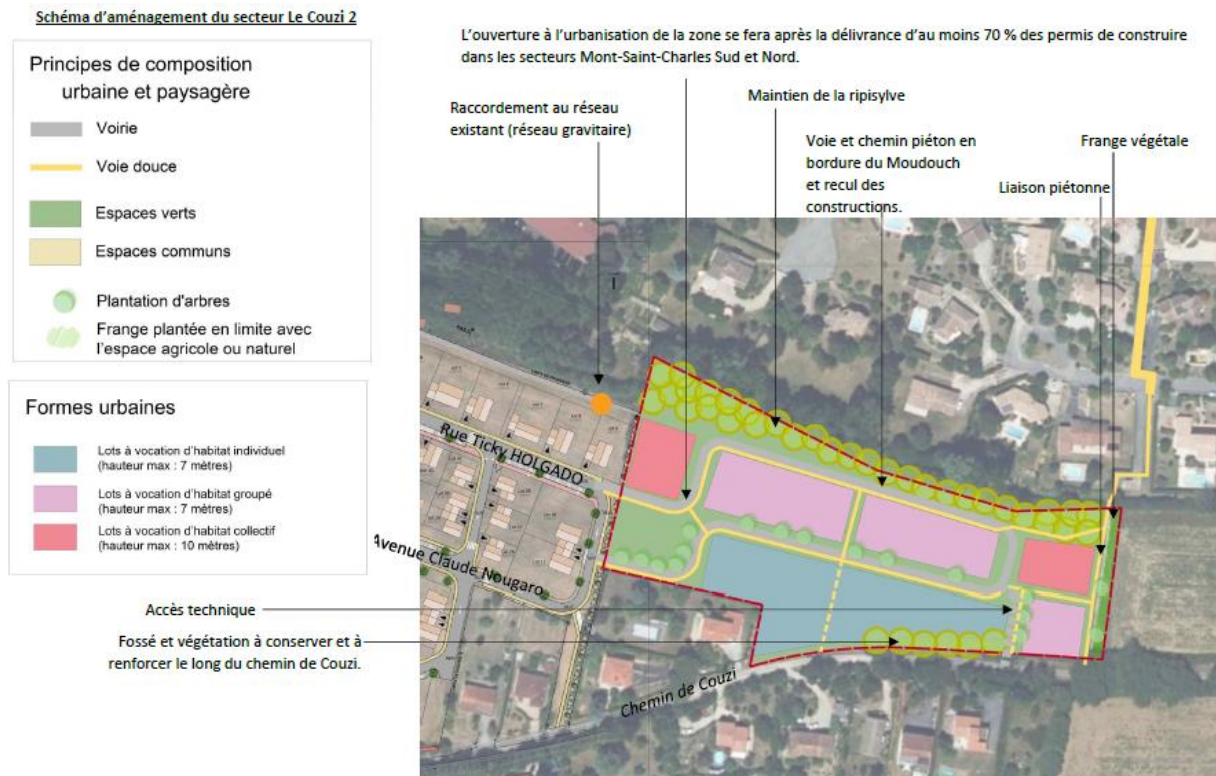 Schéma d'aménagement du secteur Le Couzi 2
Principes de composition
urbaine et paysagère
Voirie
Voie douce
Espaces verts
Espaces communs
Plantation d'arbres
Frange plantée en limite avec
l'espace agricole ou naturel
Formes urbaines
Lots à vocation d'habitat individuel
(hauteur max : 7 mètres)
Lots à vocation d'habitat groupé
(hauteur max : 7 mètres)
Lots à vocation d'habitat collectif
(hauteur max : 10 mètres)
L'ouverture à l'urbanisation de la zone se fera après la délivrance d'au moins 70 % des permis de construire
dans les secteurs Mont-Saint-Charles Sud et Nord.
Raccordement au réseau
existant (réseau gravitaire)
Maintien de la ripisylve
Voie et chemin piéton en
bordure du Moudouch
et recul des
constructions.
Frange végétale
Liaison piétonne
Rue Ticky HOLGADO
Avenue Claude Nougaro
Accès technique
Fossé et végétation à conserver et à
renforcer le long du chemin de Couzi.
Chemin de Couzi